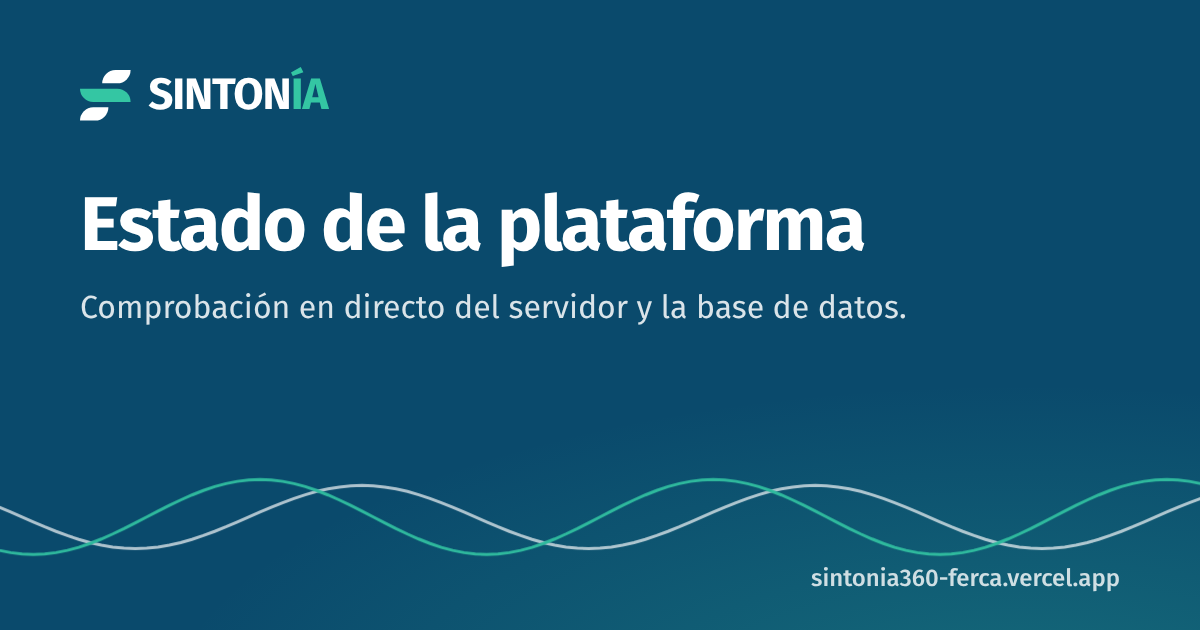 SINTONÍA
Estado de la plataforma
Comprobación en directo del servidor y la base de datos.
sintonia360-ferca.vercel.app